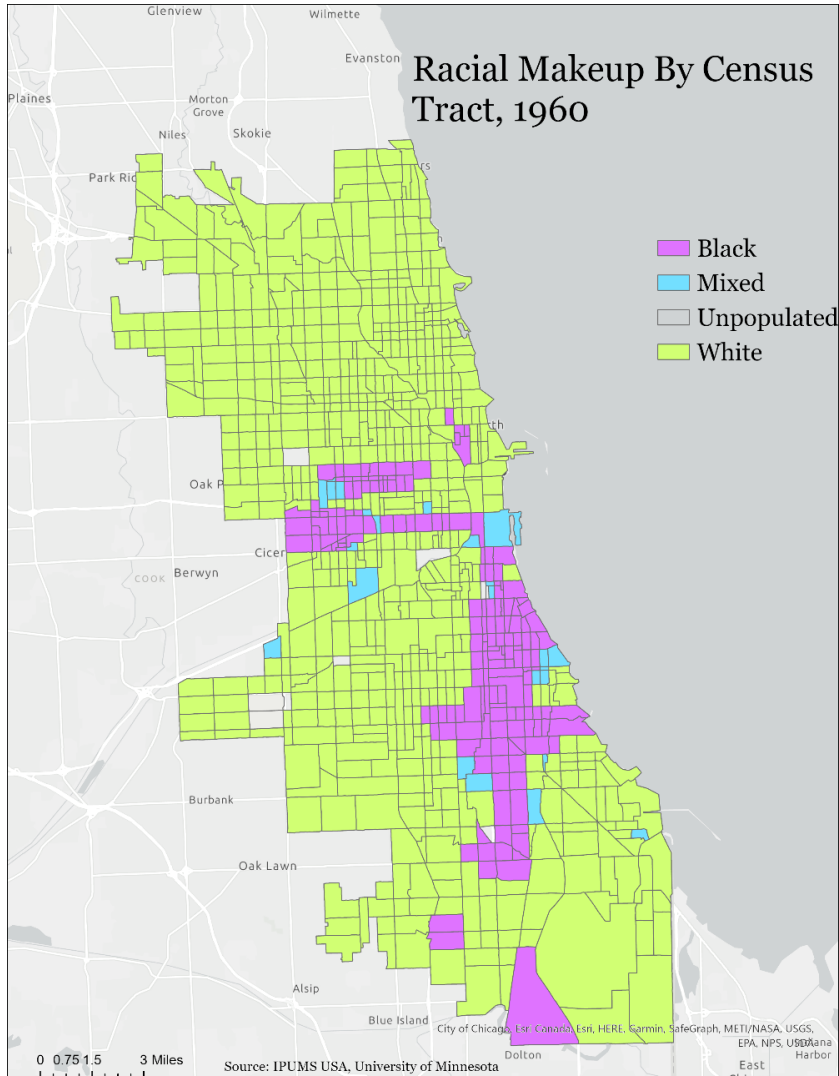 Glenview
Wilmette
Evanston
Racial Makeup By Census
Tract, 1960
Plaines
Morton
Grove
Niles
Skokie
Park Ric
rs
Black
Mixed
Unpopulated
White
rth
Oak P
Cicer
COOK
Berwyn
Burbank
Oak Lawn
Alsip
Blue Island
City of Chicago, Esri Canada, Esri, HERE, Garmin, SafeGraph, METI/NASA, USGS,
EPA, NPS, USDA
Dolton
East
0 0.75 1.5 3 Miles
Source: IPUMS USA, University of Minnesota